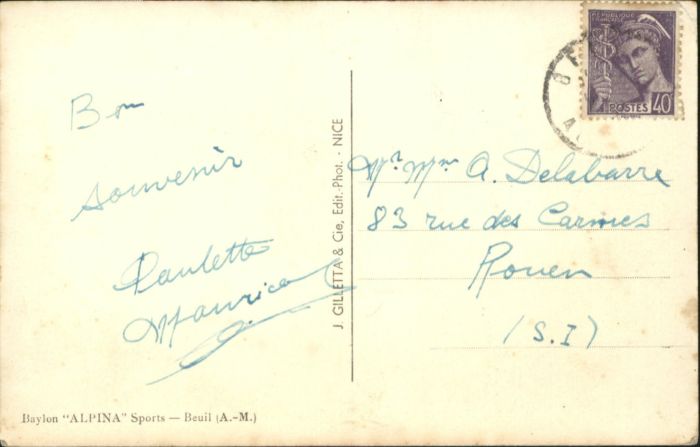 Bon
souvenir
Paulette
Maurice
Baylon "ALPINA" Sports — Beuil (A.-M.)
J. GILLETTA & Cie, Edit.-Phot. - NICE
RÉPUBLIQUE
FRANÇAISE
POSTES 40
Mr. Mme A. Delabarre
83 rue des Carmes
Rouen
(S.I)